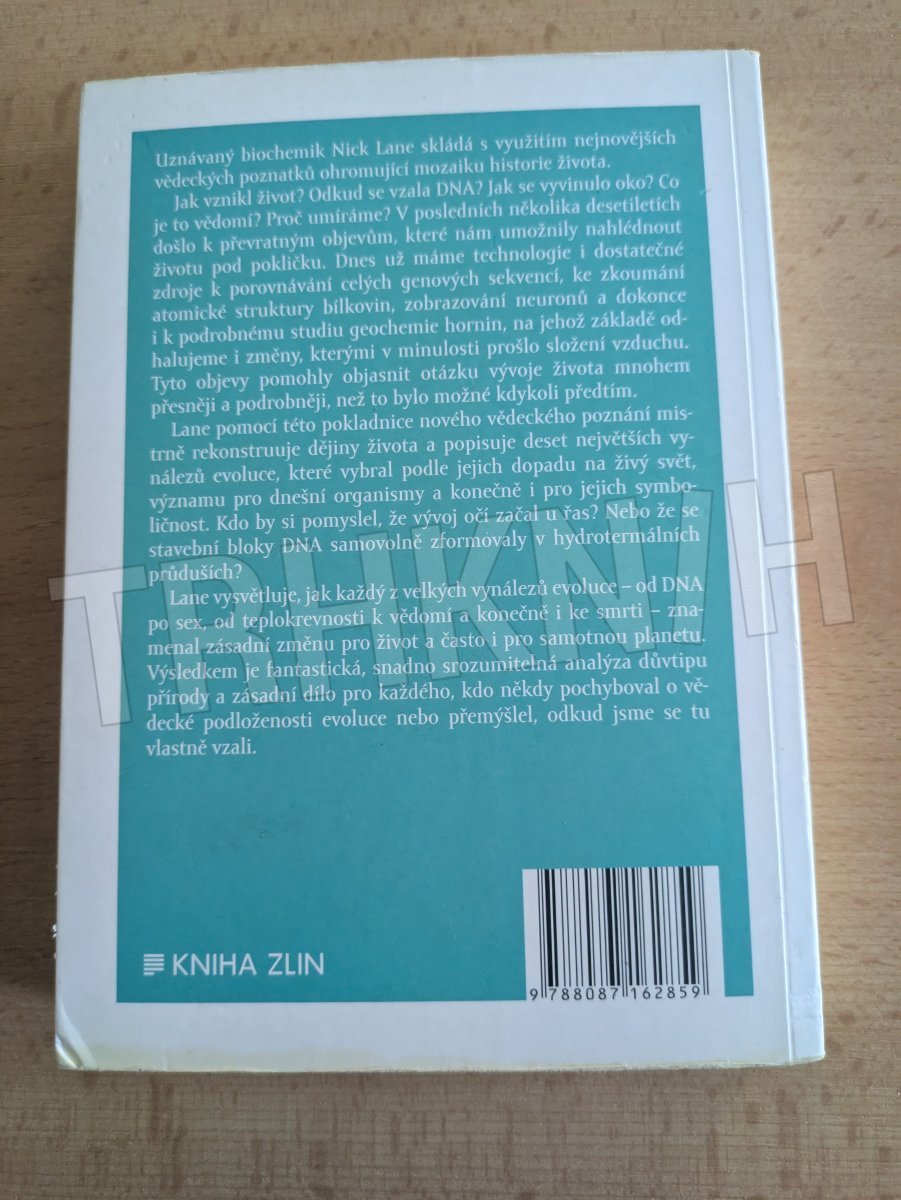 Uznávaný biochemik Nick Lane skládá s využitím nejnovějších
vědeckých poznatků ohromující mozaiku historie života.
Jak vznikl život? Odkud se vzala DNA? Jak se vyvinulo oko? Co
je to vědomí? Proč umíráme? V posledních několika desetiletích
došlo k převratným objevům, které nám umožnily nahlédnout
životu pod pokličku. Dnes už máme technologie i dostatečné
zdroje k porovnávání celých genových sekvencí, ke zkoumání
atomické struktury bílkovin, zobrazování neuronů a dokonce
i k podrobnému studiu geochemie hornin, na jehož základě od-
halujeme i změny, kterými v minulosti prošlo složení vzduchu.
Tyto objevy pomohly objasnit otázku vývoje života mnohem
přesněji a podrobněji, než to bylo možné kdykoli předtím.
Lane pomocí této pokladnice nového vědeckého poznání mis-
trně rekonstruuje dějiny života a popisuje deset největších vy-
nálezů evoluce, které vybral podle jejich dopadu na živý svět,
významu pro dnešní organismy a konečně i pro jejich symbo-
ličnost. Kdo by si pomyslel, že vývoj očí začal u řas? Nebo že se
stavební bloky DNA samovolně zformovaly v hydrotermálních
průduších?
Lane vysvětluje, jak každý z velkých vynálezů evoluce – od DNA
po sex, od teplokrevnosti k vědomí a konečně i ke smrti – zna-
menal zásadní změnu pro život a často i pro samotnou planetu.
Výsledkem je fantastická, snadno srozumitelná analýza důvtipu
přírody a zásadní dílo pro každého, kdo někdy pochyboval o vě-
decké podloženosti evoluce nebo přemýšlel, odkud jsme se tu
vlastně vzali.
KNIHA ZLIN
9 788087 162859
TRHKNIH